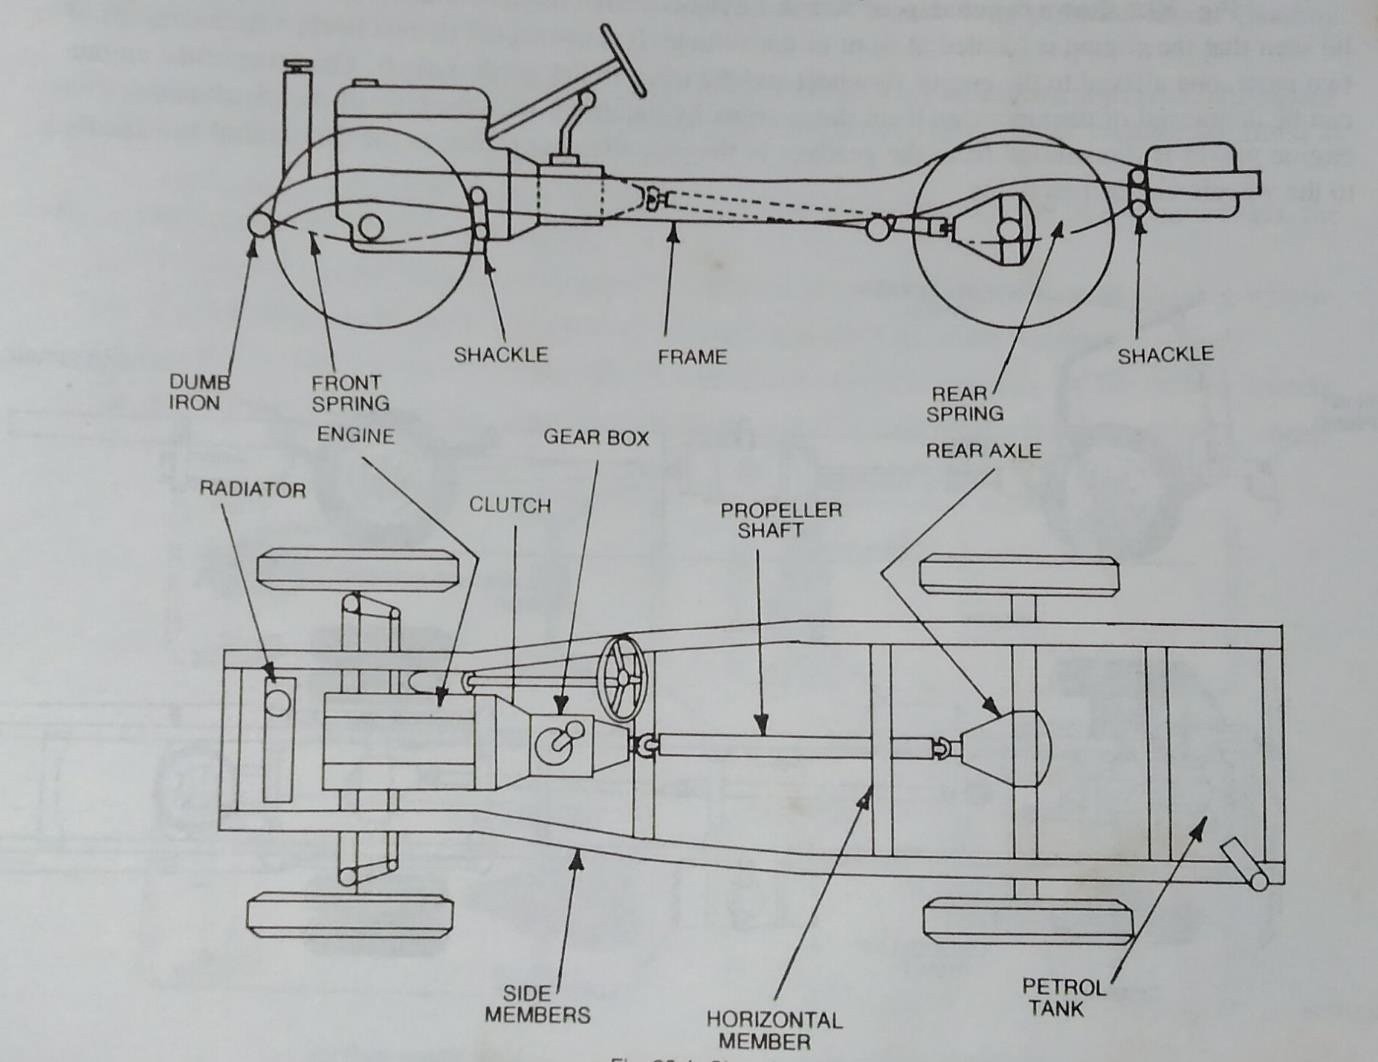 SHACKLE
FRAME
SHACKLE
DUMB
IRON
FRONT
SPRING
REAR
SPRING
ENGINE
GEAR BOX
REAR AXLE
RADIATOR
CLUTCH
PROPELLER
SHAFT
SIDE
MEMBERS
HORIZONTAL
MEMBER
PETROL
TANK